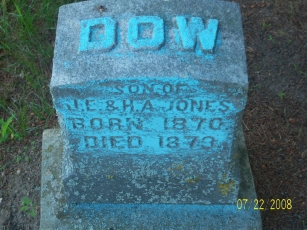 DOW
SON OF
J.E. & H.A. JONES
BORN 1870
DIED 1873
07.22.2008